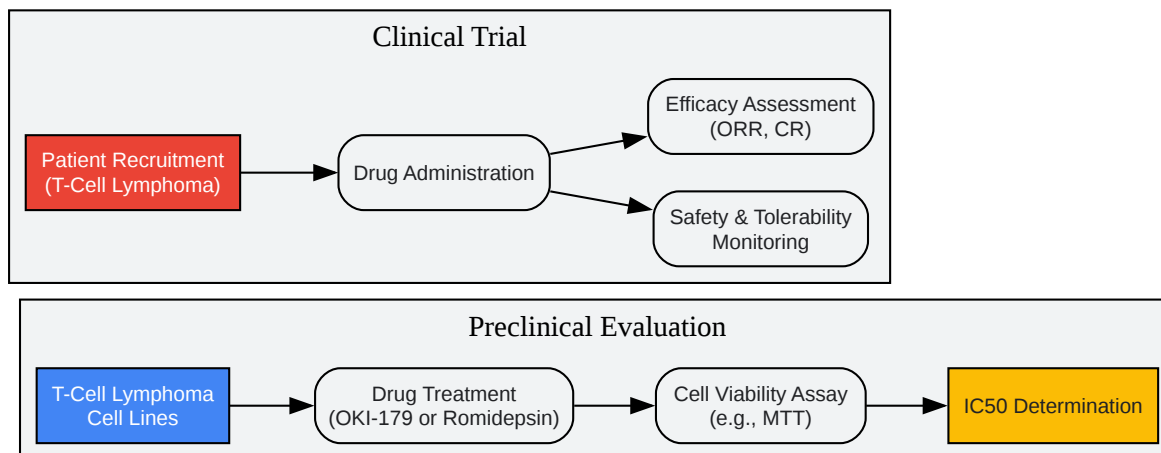 Clinical Trial
Patient Recruitment
(T-Cell Lymphoma)
Drug Administration
Efficacy Assessment
(ORR, CR)
Safety & Tolerability
Monitoring
Preclinical Evaluation
T-Cell Lymphoma
Cell Lines
Drug Treatment
(OKI-179 or Romidepsin)
Cell Viability Assay
(e.g., MTT)
IC50 Determination